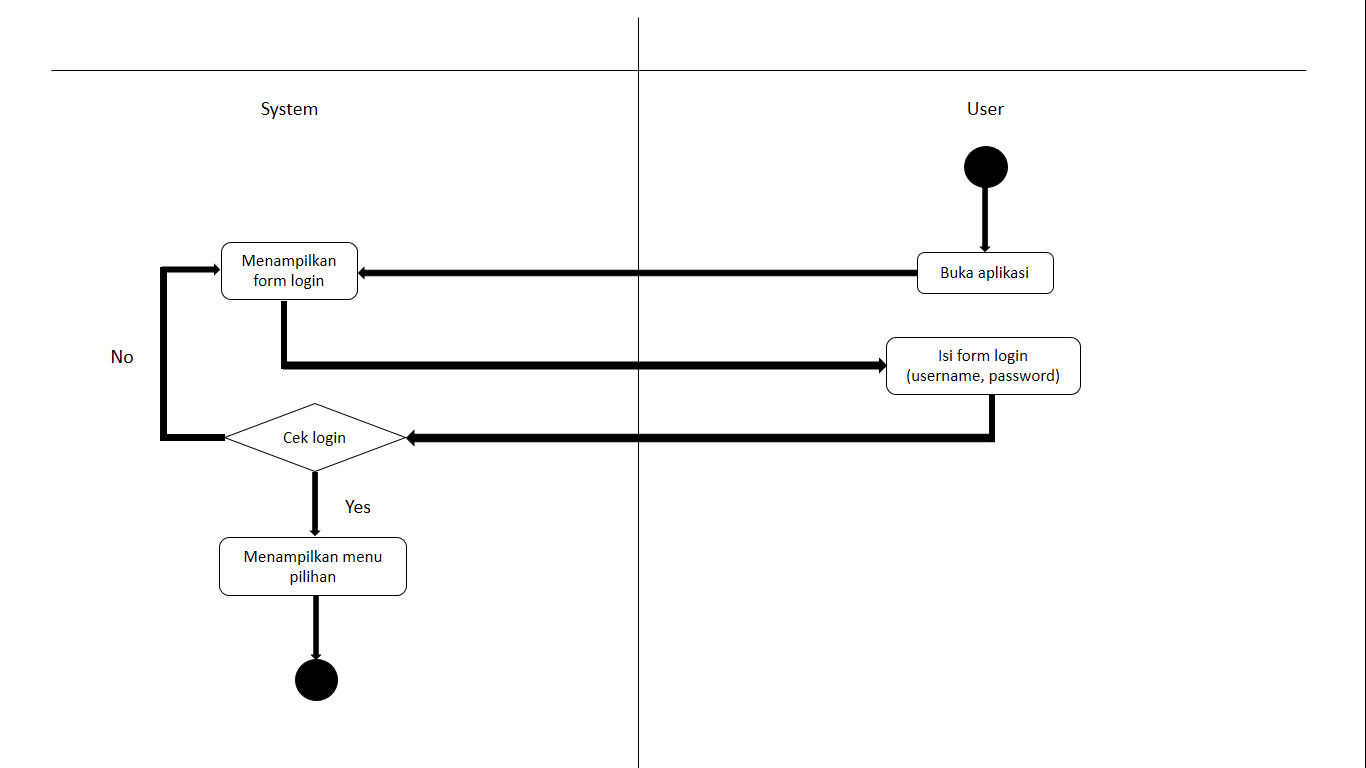 System
User
Menampilkan
form login
Buka aplikasi
No
Isi form login
(username, password)
Cek login
Yes
Menampilkan menu
pilihan